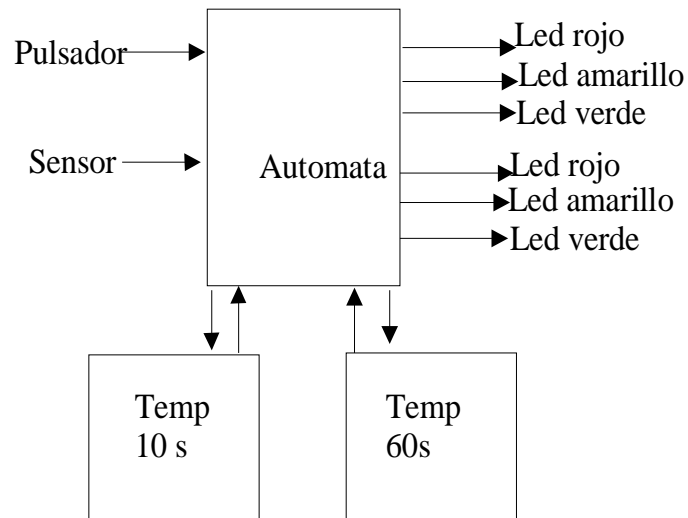 Pulsador
Sensor
Automata
Led rojo
Led amarillo
Led verde
Led rojo
Led amarillo
Led verde
Temp
10 s
Temp
60s